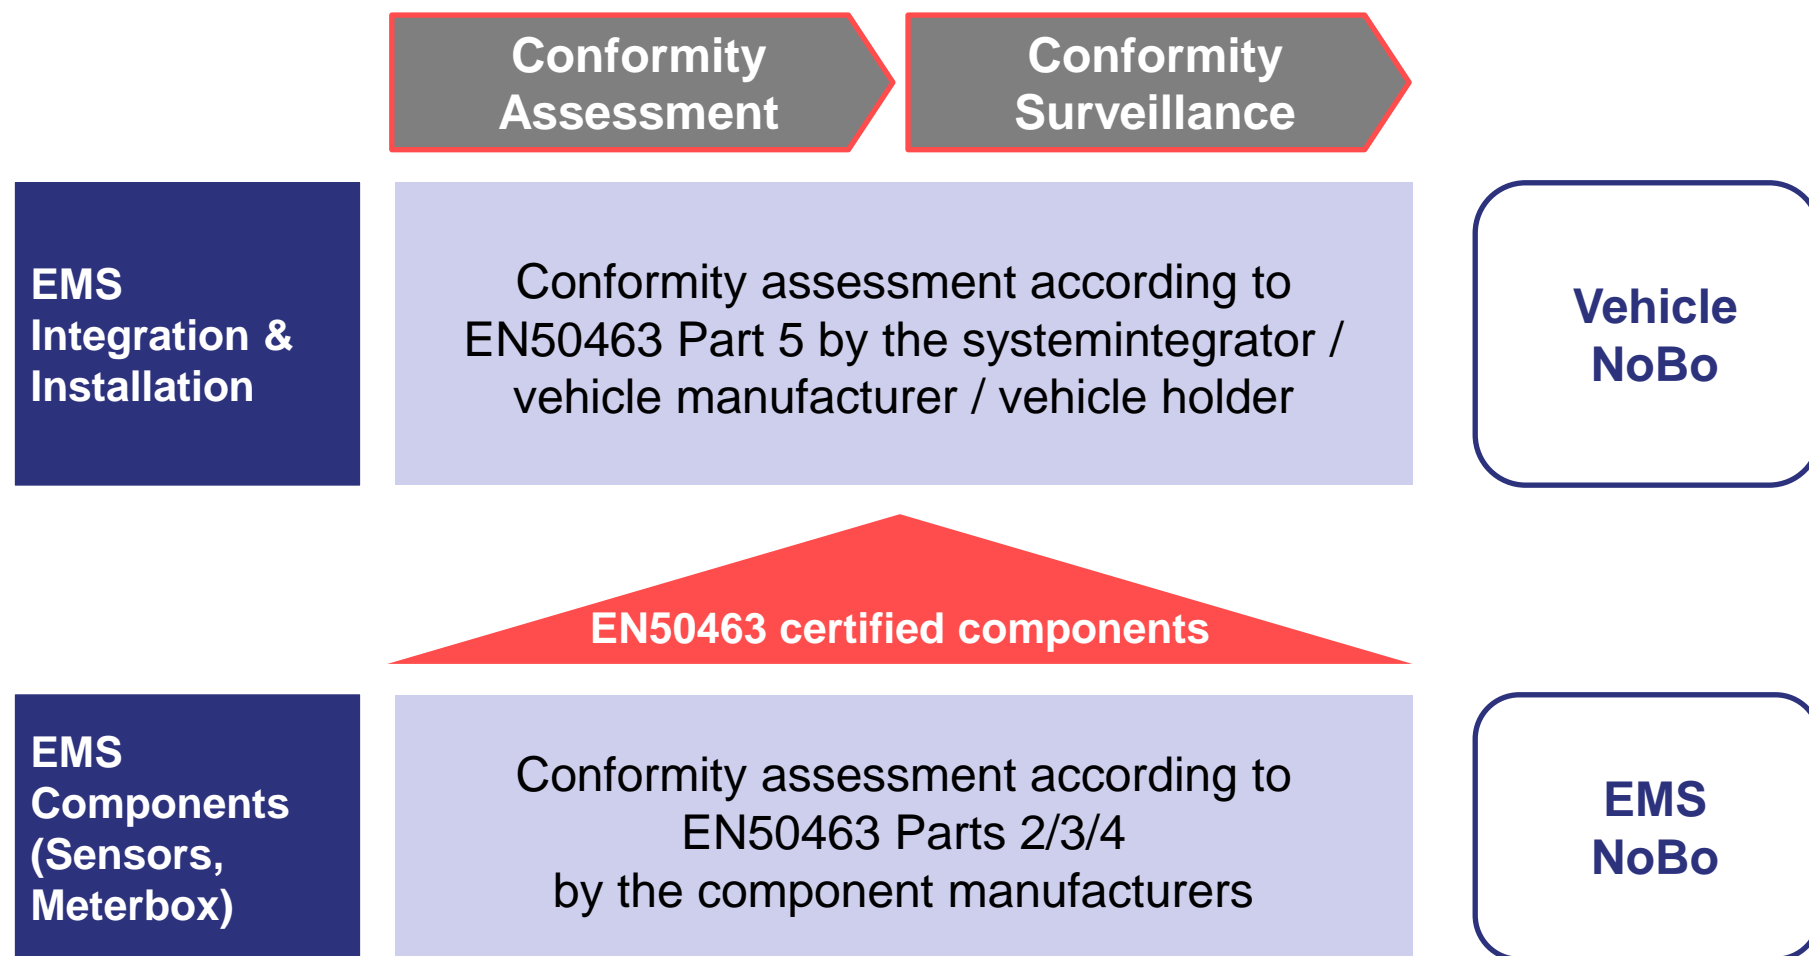 Conformity
Assessment
Conformity
Surveillance
EMS
Integration &
Installation
Conformity assessment according to
EN50463 Part 5 by the systemintegrator /
vehicle manufacturer / vehicle holder
Vehicle
NoBo
EN50463 certified components
EMS
Components
(Sensors,
Meterbox)
Conformity assessment according to
EN50463 Parts 2/3/4
by the component manufacturers
EMS
NoBo